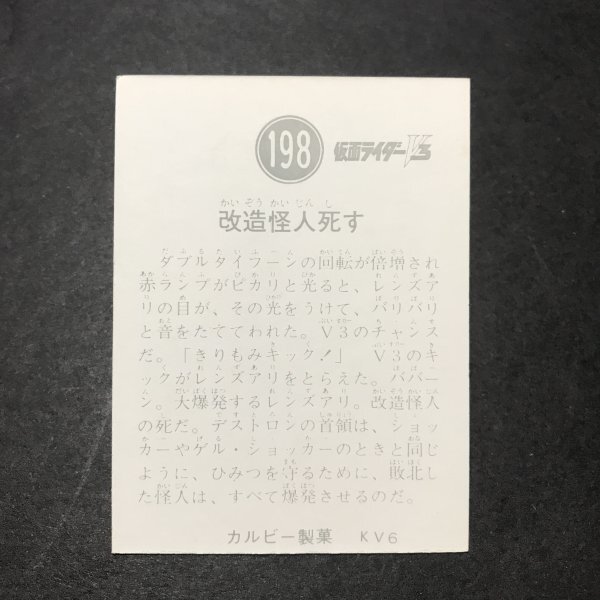 198 仮面ライダーV3
かい ぞう かい じん し
改造怪人死す
ダブルタイフーンの回転が倍増され
赤ランプがピカリと光ると、レンズア
リの目が、その光をうけて、バリバリ
と音をたててわれた。V3のチャンス
だ。「きりもみキック!」　V3のキ
ックがレンズアリをとらえた。ババー
ン。大爆発するレンズアリ。改造怪人
の死だ。デストロンの首領は、ショッ
カーやゲル・ショッカーのときと同じ
ように、ひみつを守るために、敗北し
た怪人は、すべて爆発させるのだ。
カルビー製菓　KV6